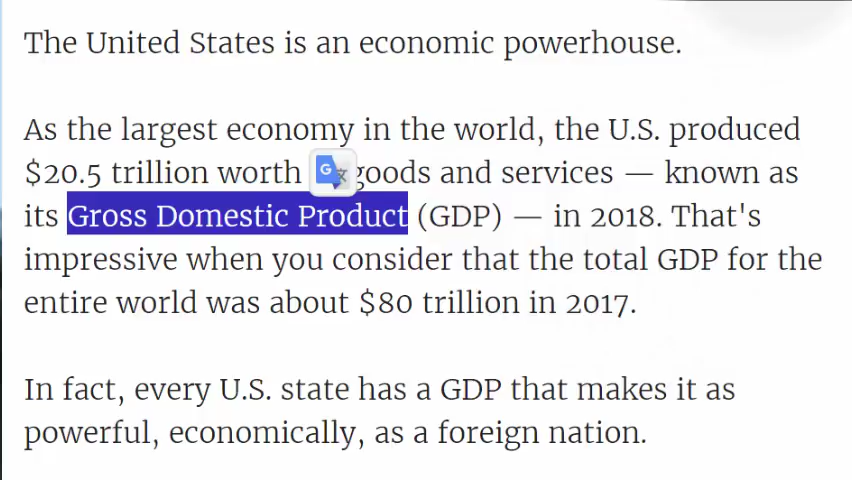 The United States is an economic powerhouse.
As the largest economy in the world, the U.S. produced
$20.5 trillion worth goods and services — known as
its Gross Domestic Product (GDP) — in 2018. That's
impressive when you consider that the total GDP for the
entire world was about $80 trillion in 2017.
In fact, every U.S. state has a GDP that makes it as
powerful, economically, as a foreign nation.